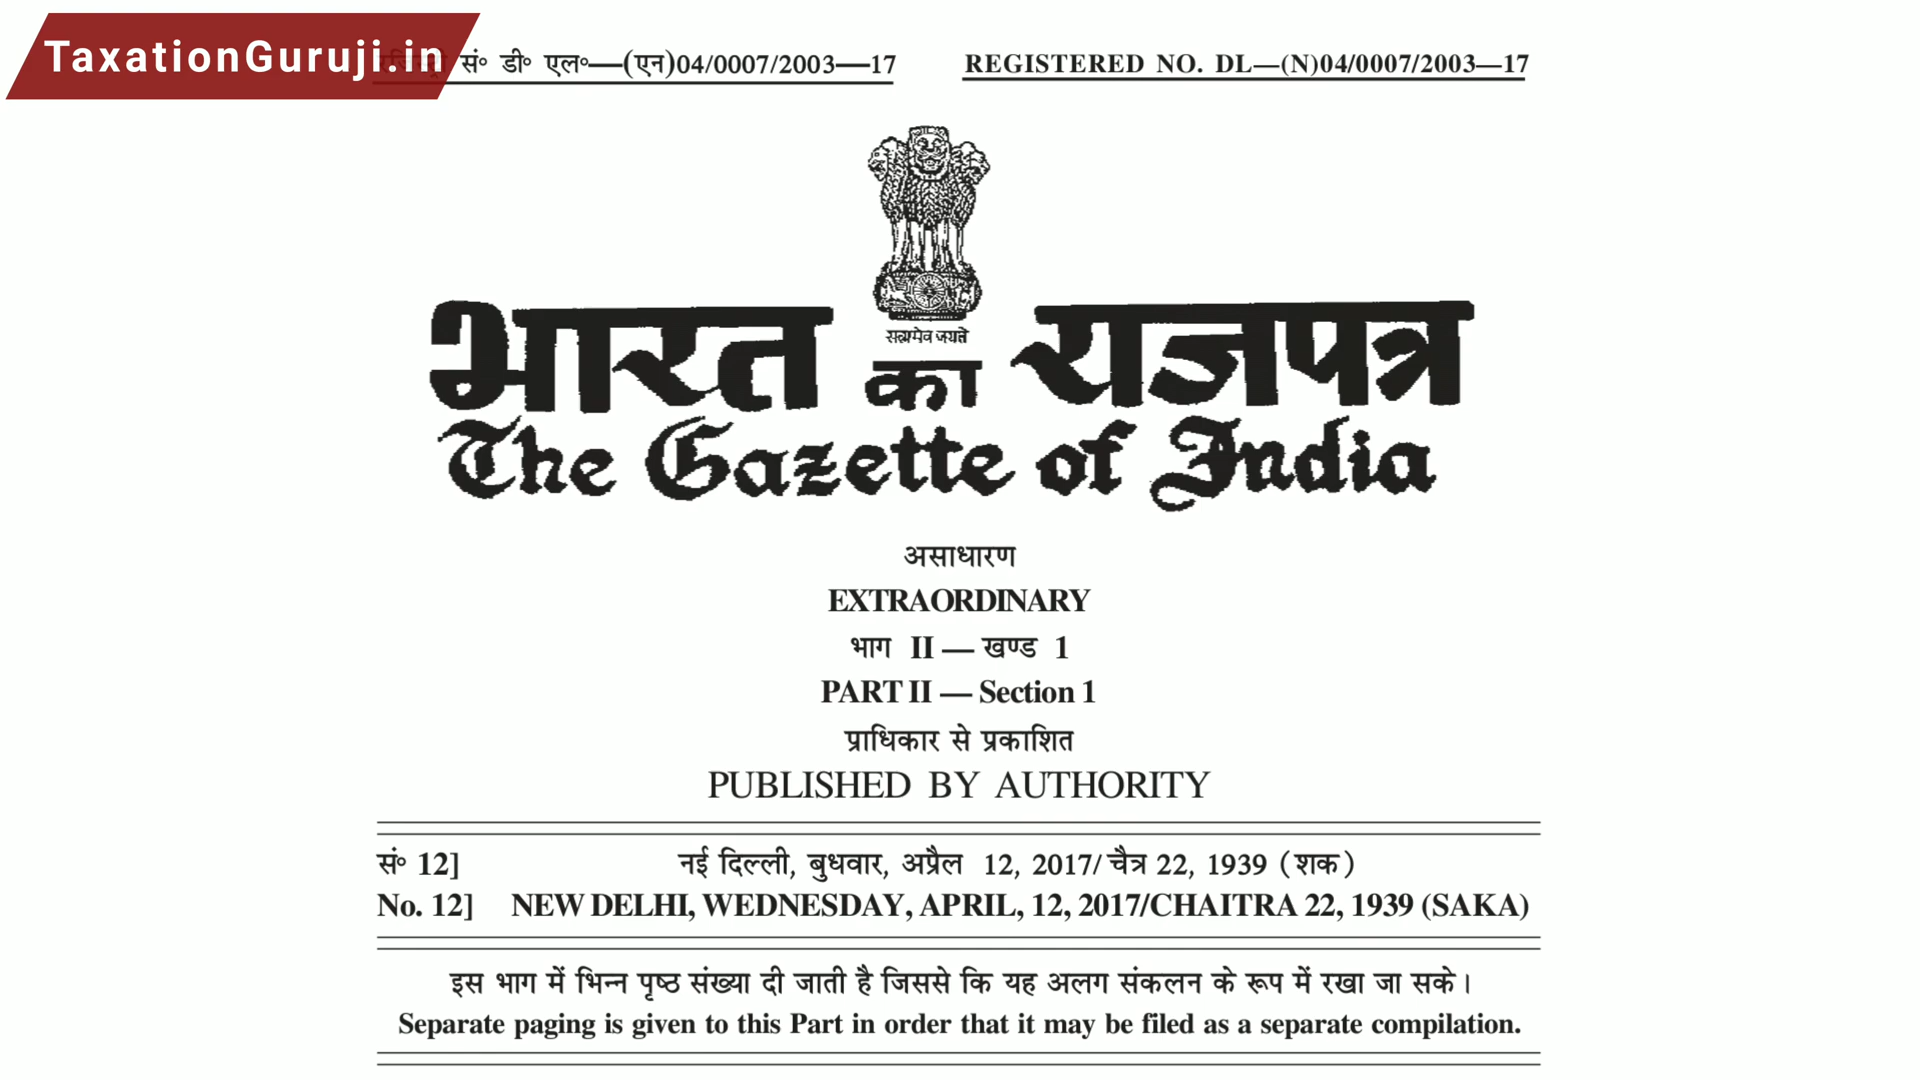 TaxationGuruji.in
सं॰ डी॰ एल॰—(एन)04/0007/2003—17
REGISTERED NO. DL—(N)04/0007/2003—17
सत्यमेव जयते
भारत का राजपत्र
The Gazette of India
असाधारण
EXTRAORDINARY
भाग II — खण्ड 1
PART II — Section 1
प्राधिकार से प्रकाशित
PUBLISHED BY AUTHORITY
सं॰ 12] नई दिल्ली, बुधवार, अप्रैल 12, 2017/ चैत्र 22, 1939 (शक)
No. 12] NEW DELHI, WEDNESDAY, APRIL, 12, 2017/CHAITRA 22, 1939 (SAKA)
इस भाग में भिन्न पृष्ठ संख्या दी जाती है जिससे कि यह अलग संकलन के रूप में रखा जा सके।
Separate paging is given to this Part in order that it may be filed as a separate compilation.